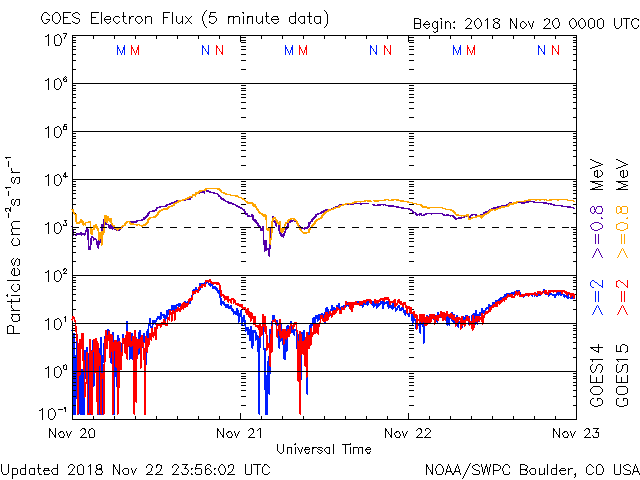 GOES Electron Flux (5 minute data)
Begin: 2018 Nov 20 0000 UTC
M M N N M M N N M M N N
10⁷
10⁶
10⁵
10⁴
10³
10²
10¹
10⁰
10⁻¹
Particles cm⁻²s⁻¹sr⁻¹
GOES14 >=2 >=0.8 MeV
GOES15 >=2 >=0.8 MeV
Nov 20 Nov 21 Nov 22 Nov 23
Universal Time
Updated 2018 Nov 22 23:56:02 UTC
NOAA/SWPC Boulder, CO USA